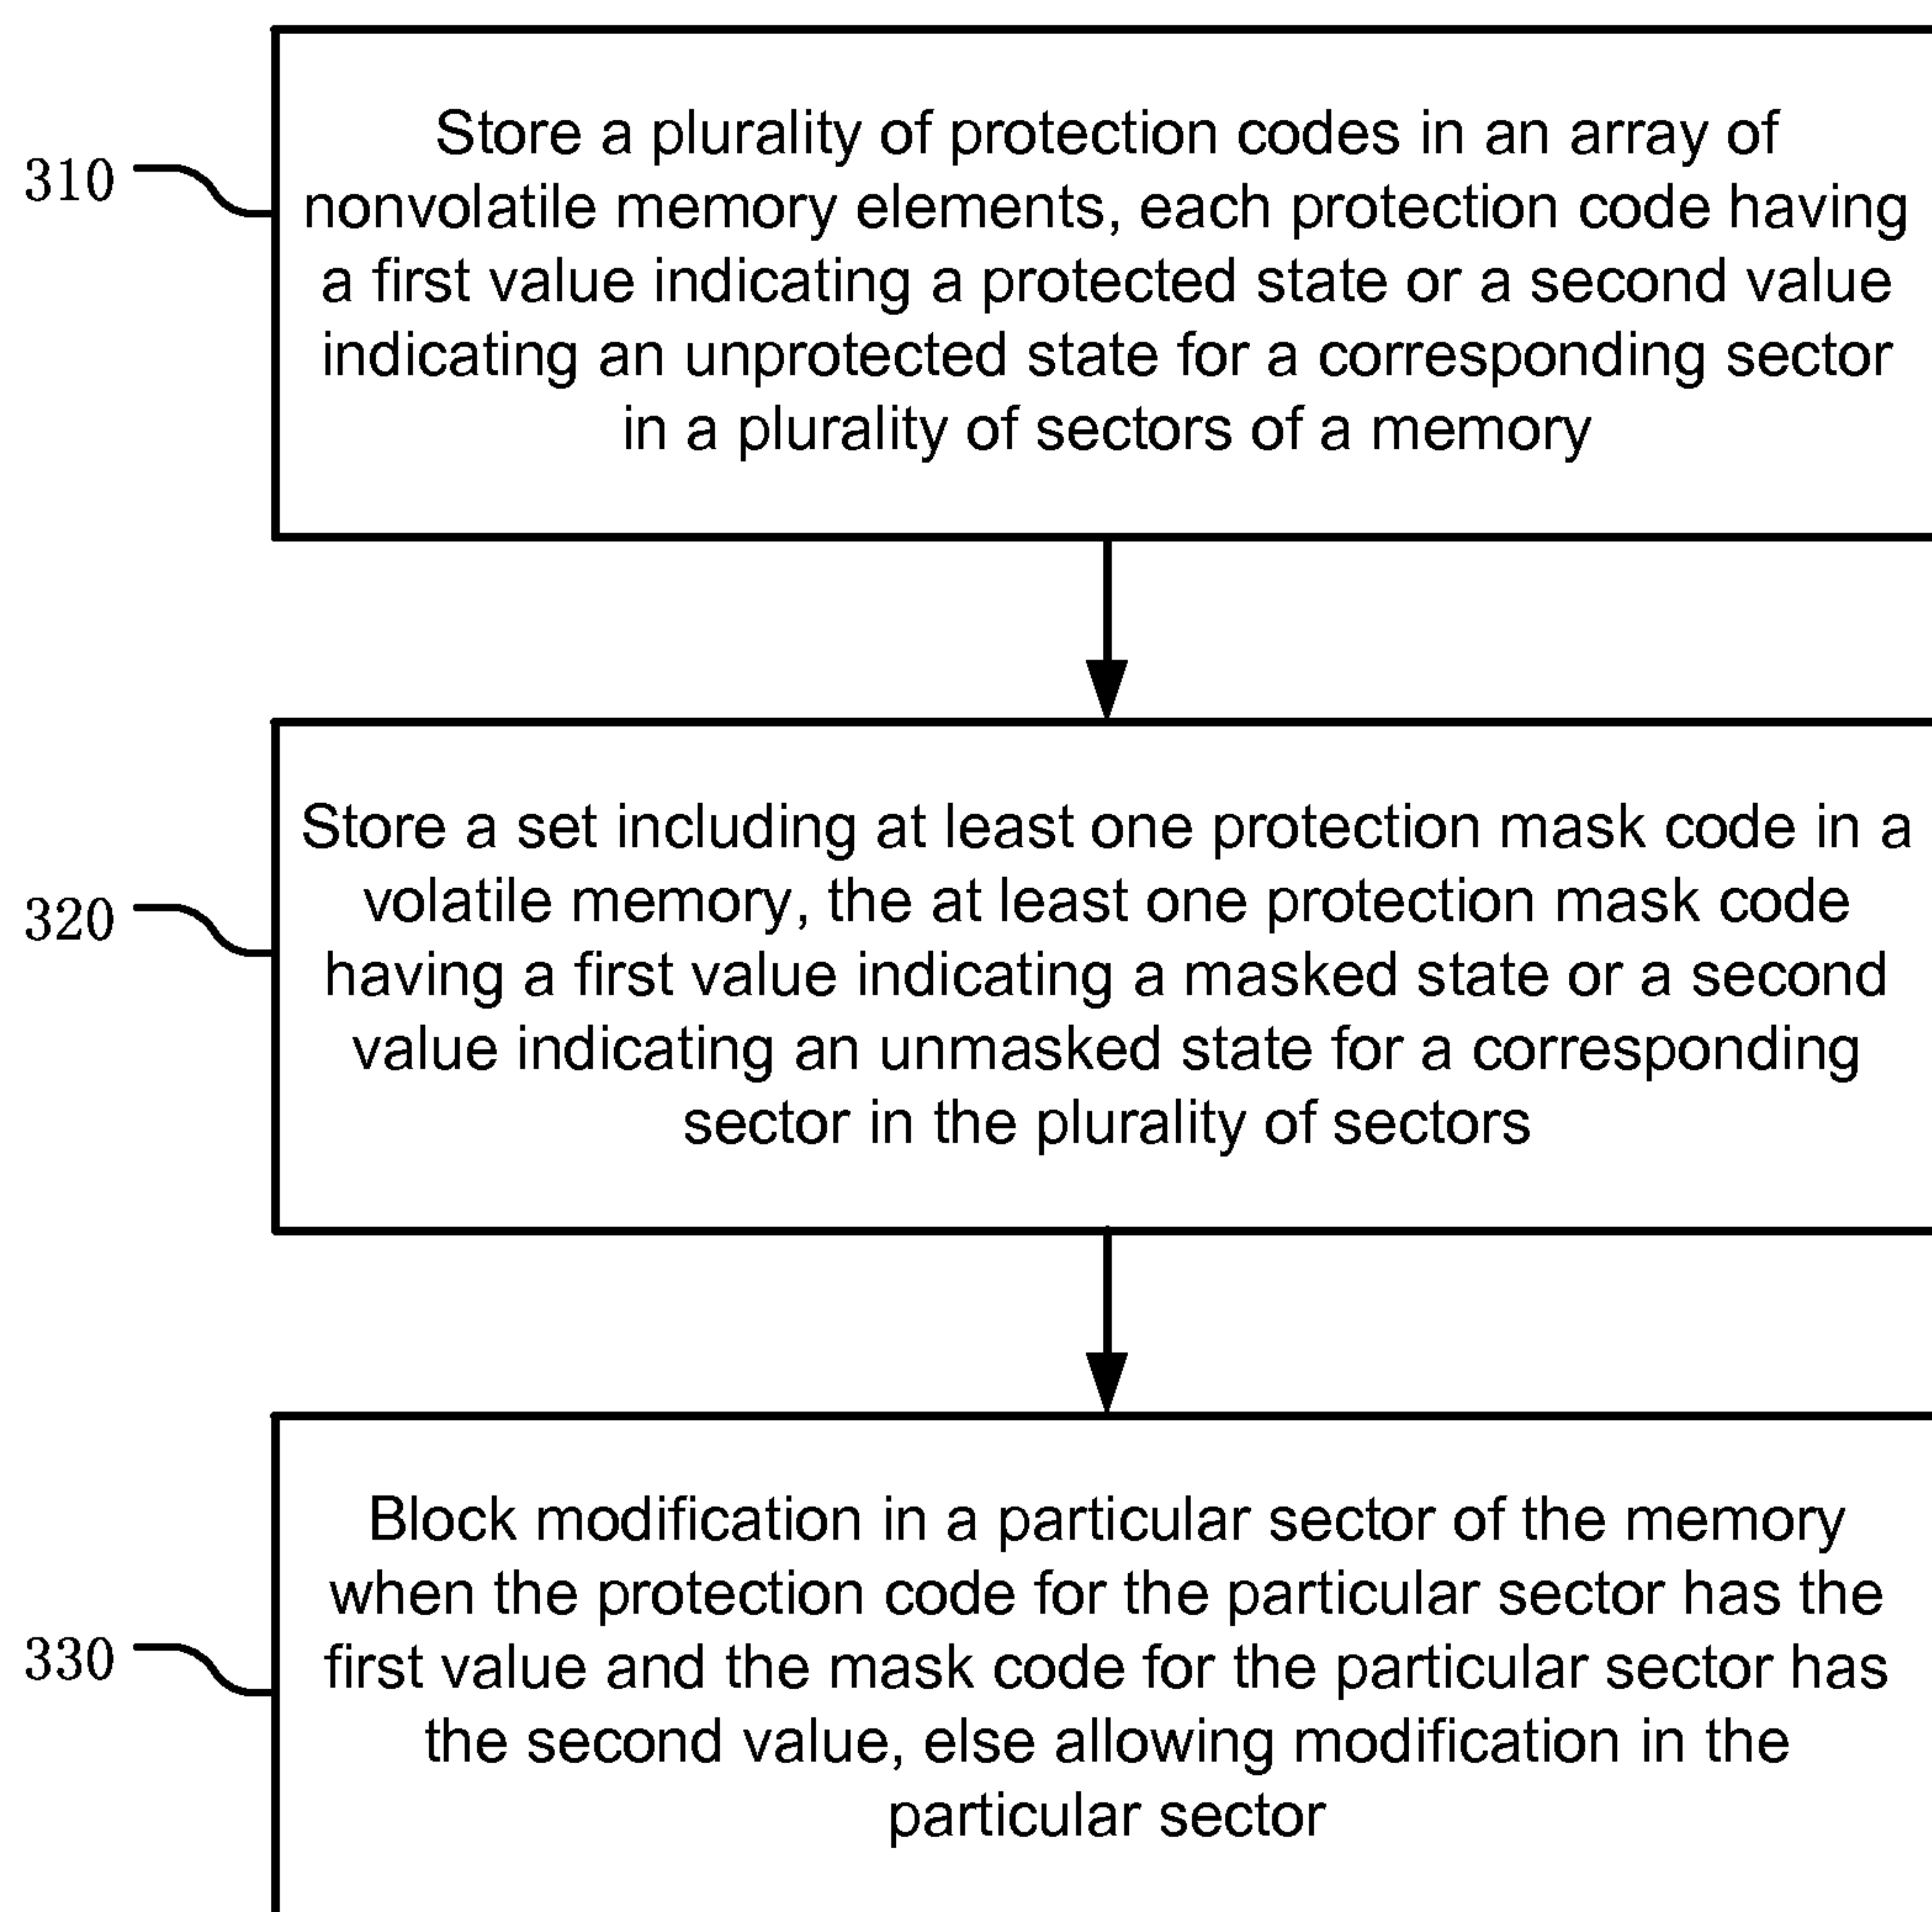 Store a plurality of protection codes in an array of
310
nonvolatile memory elements, each protection code having
a first value indicating a protected state or a second value
indicating an unprotected state for a corresponding sector
in a plurality of sectors of a memory
Store a set including at least one protection mask code in a
volatile memory, the at least one protection mask code
320
having a first value indicating a masked state or a second
value indicating an unmasked state for a corresponding
sector in the plurality of sectors
Block modification in a particular sector of the memory
when the protection code for the particular sector has the
330
first value and the mask code for the particular sector has
the second value, else allowing modification in the
particular sector